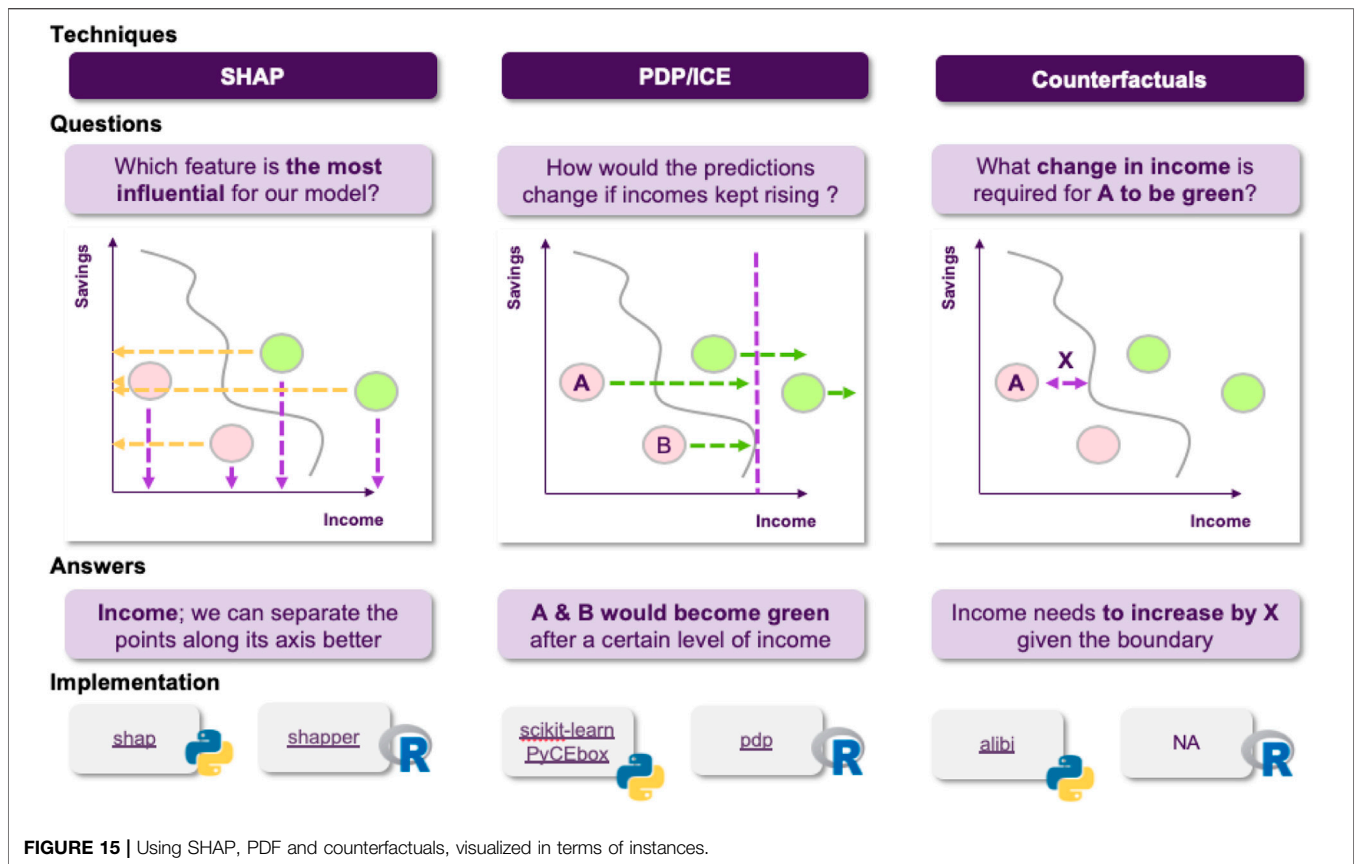 Techniques
SHAP
PDP/ICE
Counterfactuals
Questions
Which feature is the most
influential for our model?
How would the predictions
change if incomes kept rising ?
What change in income is
required for A to be green?
Savings
Income
Savings
A
B
Income
Savings
X
A
Income
Answers
Income; we can separate the
points along its axis better
A & B would become green
after a certain level of income
Income needs to increase by X
given the boundary
Implementation
shap
shapper
R
scikit-learn
PyCEbox
pdp
R
alibi
NA
R
FIGURE 15 | Using SHAP, PDF and counterfactuals, visualized in terms of instances.